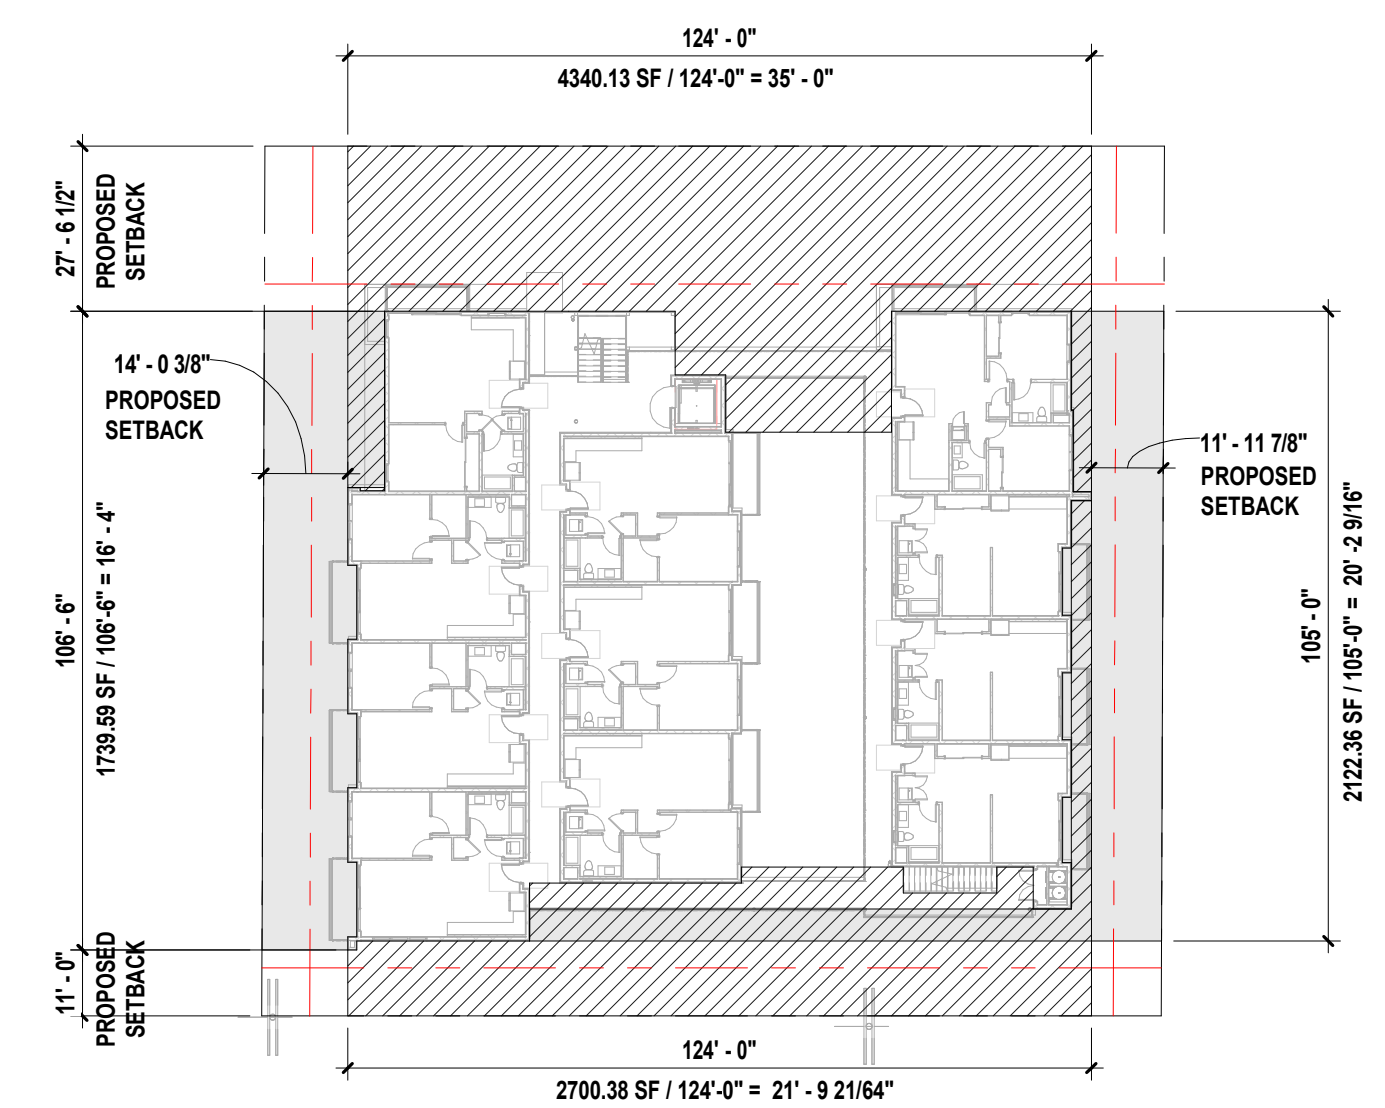 124' - 0"
4340.13 SF / 124'-0" = 35' - 0"
27' - 6 1/2"
PROPOSED
SETBACK
14' - 0 3/8"
PROPOSED
SETBACK
106' - 6"
1739.59 SF / 106'-6" = 16' - 4"
11' - 11 7/8"
PROPOSED
SETBACK
105' - 0"
2122.36 SF / 105'-0" = 20' -2 9/16"
11' - 0"
PROPOSED
SETBACK
124' - 0"
2700.38 SF / 124'-0" = 21' - 9 21/64"